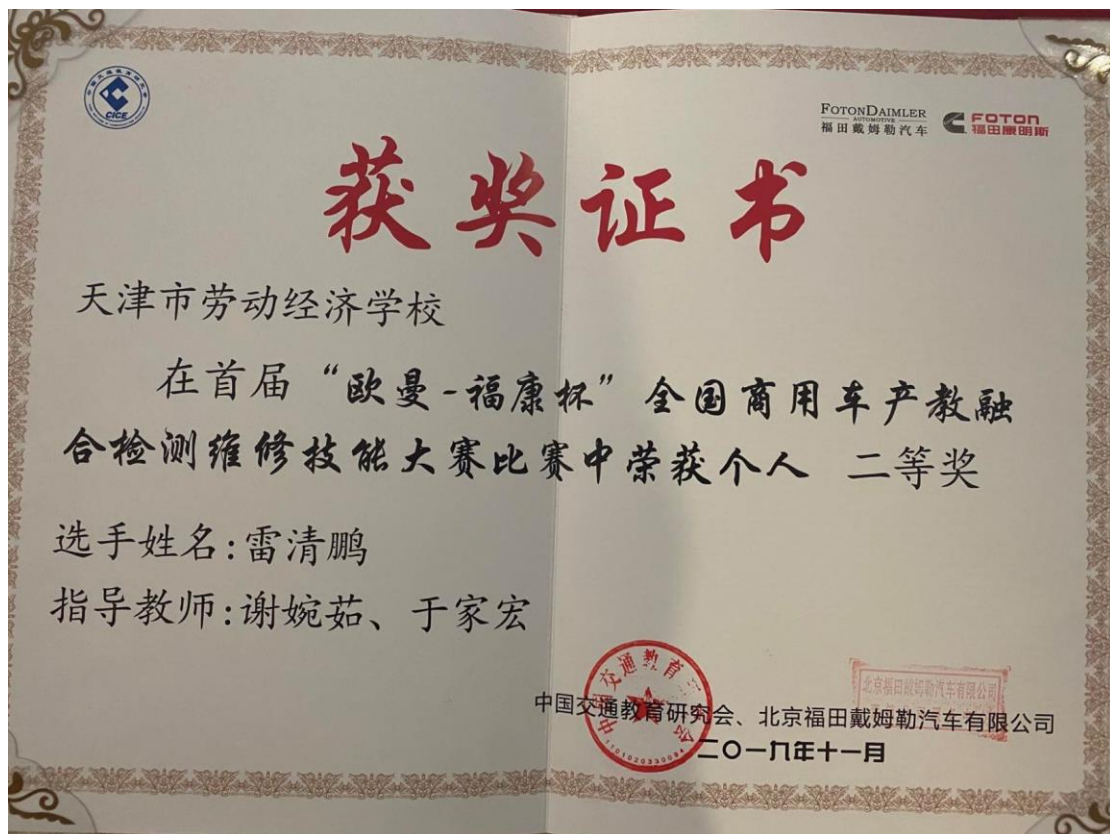 CICE
FOTONDAIMLER
AUTOMOTIVE
福田戴姆勒汽车
FOTON
福田康明斯
获奖证书
天津市劳动经济学校
在首届“欧曼-福康杯”全国商用车产教融
合检测维修技能大赛比赛中荣获个人 二等奖
选手姓名:雷清鹏
指导教师:谢婉茹、于家宏
北京福田戴姆勒汽车有限公司
中国交通教育研究会、北京福田戴姆勒汽车有限公司
二〇一九年十一月